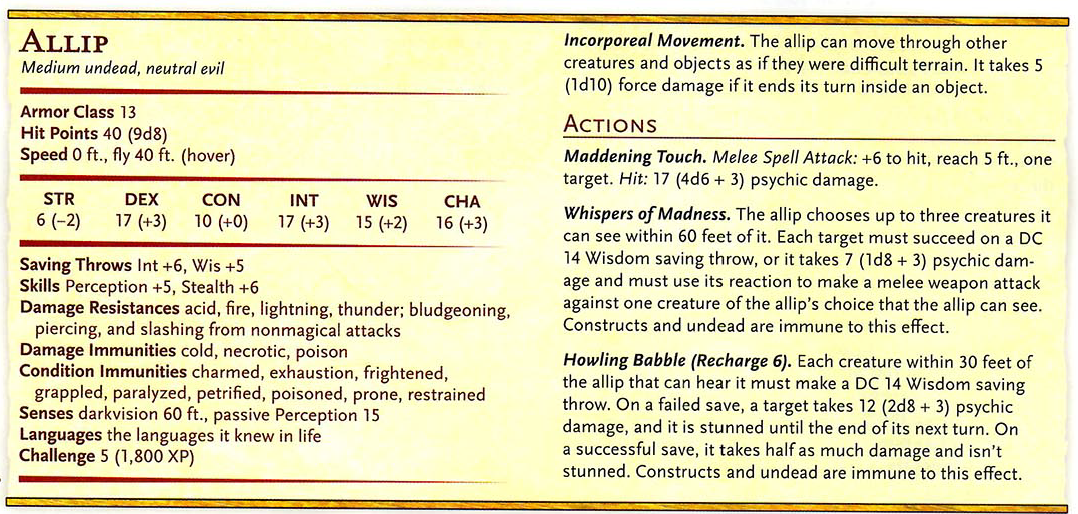 ALLIP
Medium undead, neutral evil
Armor Class 13
Hit Points 40 (9d8)
Speed 0 ft., fly 40 ft. (hover)
STR DEX CON INT WIS CHA
6 (–2) 17 (+3) 10 (+0) 17 (+3) 15 (+2) 16 (+3)
Saving Throws Int +6, Wis +5
Skills Perception +5, Stealth +6
Damage Resistances acid, fire, lightning, thunder; bludgeoning,
piercing, and slashing from nonmagical attacks
Damage Immunities cold, necrotic, poison
Condition Immunities charmed, exhaustion, frightened,
grappled, paralyzed, petrified, poisoned, prone, restrained
Senses darkvision 60 ft., passive Perception 15
Languages the languages it knew in life
Challenge 5 (1,800 XP)
Incorporeal Movement. The allip can move through other
creatures and objects as if they were difficult terrain. It takes 5
(1d10) force damage if it ends its turn inside an object.
ACTIONS
Maddening Touch. Melee Spell Attack: +6 to hit, reach 5 ft., one
target. Hit: 17 (4d6 + 3) psychic damage.
Whispers of Madness. The allip chooses up to three creatures it
can see within 60 feet of it. Each target must succeed on a DC
14 Wisdom saving throw, or it takes 7 (1d8 + 3) psychic dam-
age and must use its reaction to make a melee weapon attack
against one creature of the allip's choice that the allip can see.
Constructs and undead are immune to this effect.
Howling Babble (Recharge 6). Each creature within 30 feet of
the allip that can hear it must make a DC 14 Wisdom saving
throw. On a failed save, a target takes 12 (2d8 + 3) psychic
damage, and it is stunned until the end of its next turn. On
a successful save, it takes half as much damage and isn't
stunned. Constructs and undead are immune to this effect.